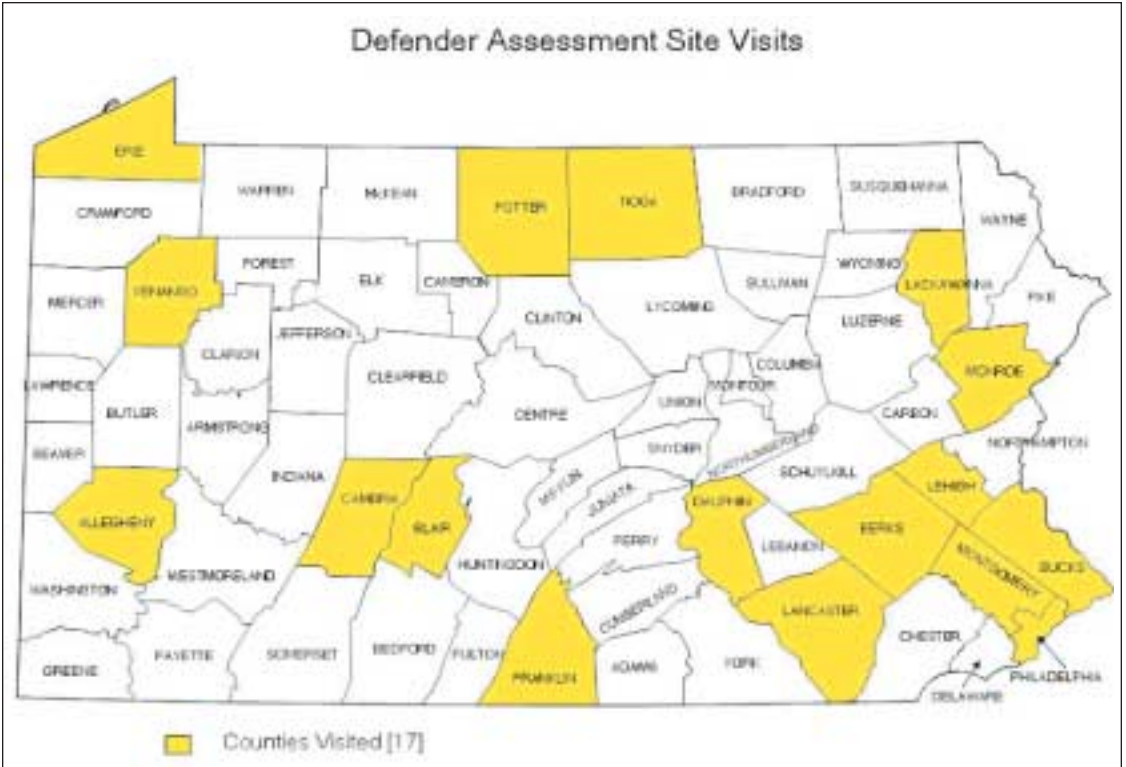 Defender Assessment Site Visits
ERIE
WARREN
McKEAN
POTTER
TIOGA
BRADFORD
SUSQUEHANNA
CRAWFORD
WAYNE
FOREST
WYOMING
VENANGO
ELK
CAMERON
SULLIVAN
LACKAWANNA
MERCER
LYCOMING
PIKE
CLINTON
LUZERNE
JEFFERSON
CLARION
COLUMBIA
MONROE
LAWRENCE
CLEARFIELD
MONTOUR
UNION
BUTLER
CENTRE
CARBON
ARMSTRONG
NORTHUMBERLAND
NORTHAMPTON
BEAVER
SNYDER
INDIANA
MIFFLIN
SCHUYLKILL
LEHIGH
CAMBRIA
JUNIATA
DAUPHIN
ALLEGHENY
BLAIR
BERKS
PERRY
LEBANON
HUNTINGDON
MONTGOMERY
BUCKS
WESTMORELAND
WASHINGTON
CUMBERLAND
LANCASTER
CHESTER
BEDFORD
SOMERSET
FAYETTE
FULTON
GREENE
FRANKLIN
ADAMS
YORK
PHILADELPHIA
DELAWARE
Counties Visited [17]